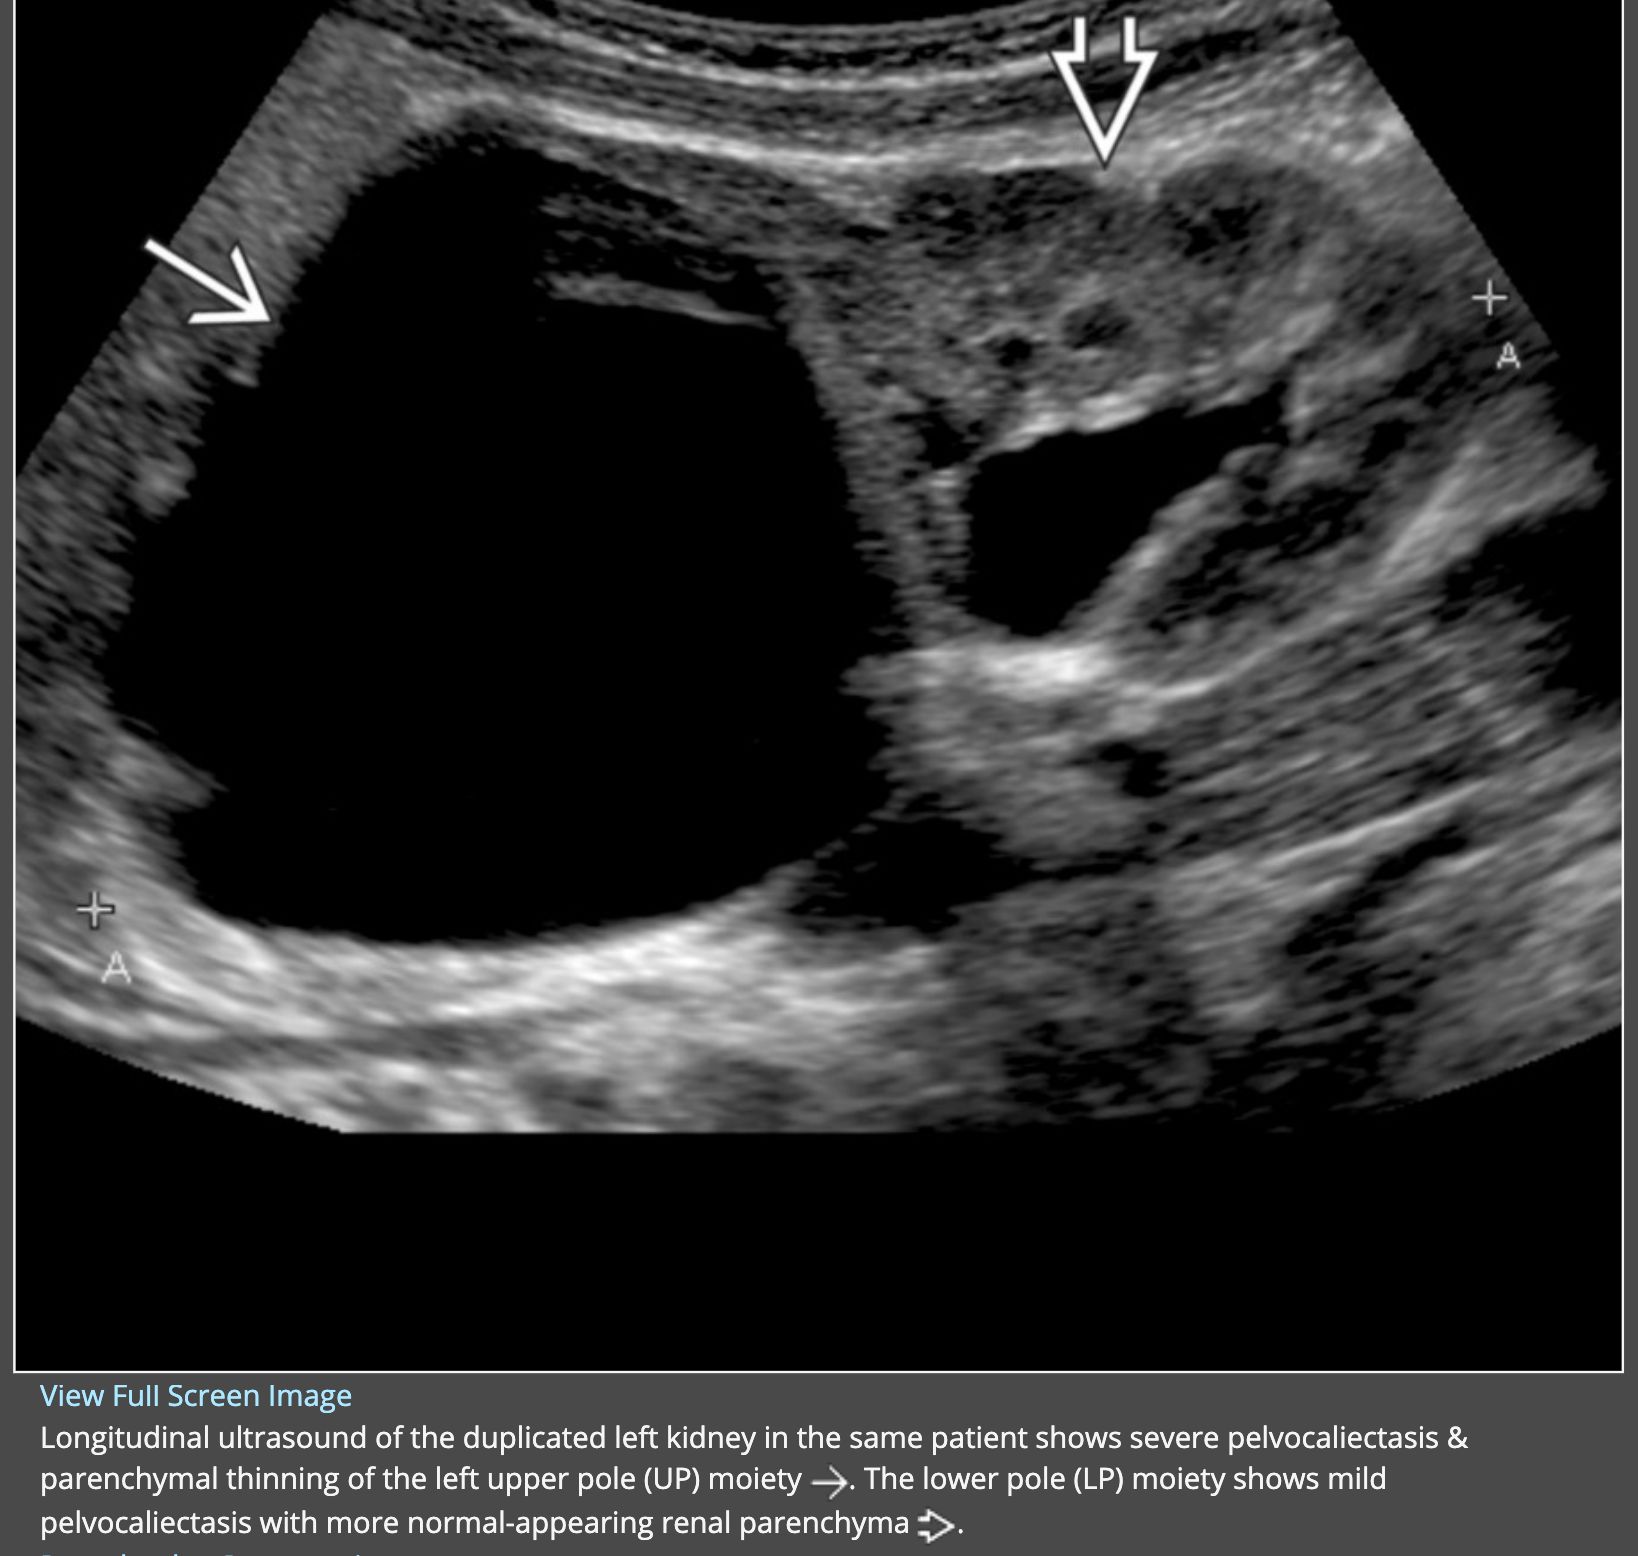 A
A
View Full Screen Image
Longitudinal ultrasound of the duplicated left kidney in the same patient shows severe pelvocaliectasis &
parenchymal thinning of the left upper pole (UP) moiety →. The lower pole (LP) moiety shows mild
pelvocaliectasis with more normal-appearing renal parenchyma ⇨.